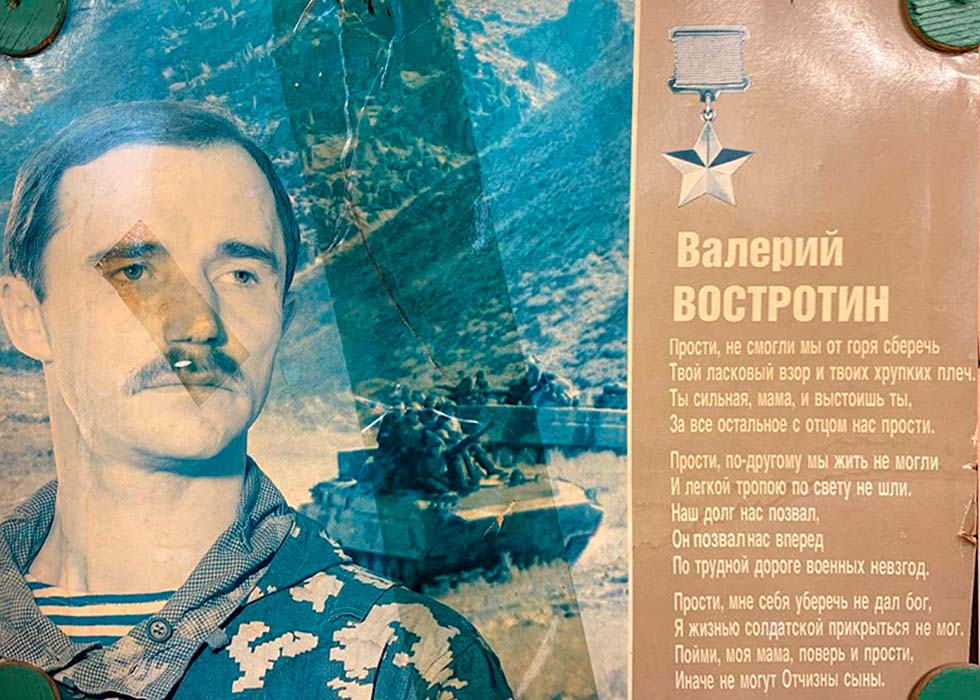 Валерий
ВОСТРОТИН
Прости, не смогли мы от горя сберечь
Твой ласковый взор и твоих хрупких плеч.
Ты сильная, мама, и выстоишь ты,
За все остальное с отцом нас прости.
Прости, по-другому мы жить не могли
И легкой тропою по свету не шли.
Наш долг нас позвал,
Он позвал нас вперед
По трудной дороге военных невзгод.
Прости, мне себя уберечь не дал бог,
Я жизнью солдатской прикрыться не мог.
Пойми, моя мама, поверь и прости,
Иначе не могут Отчизны сыны.